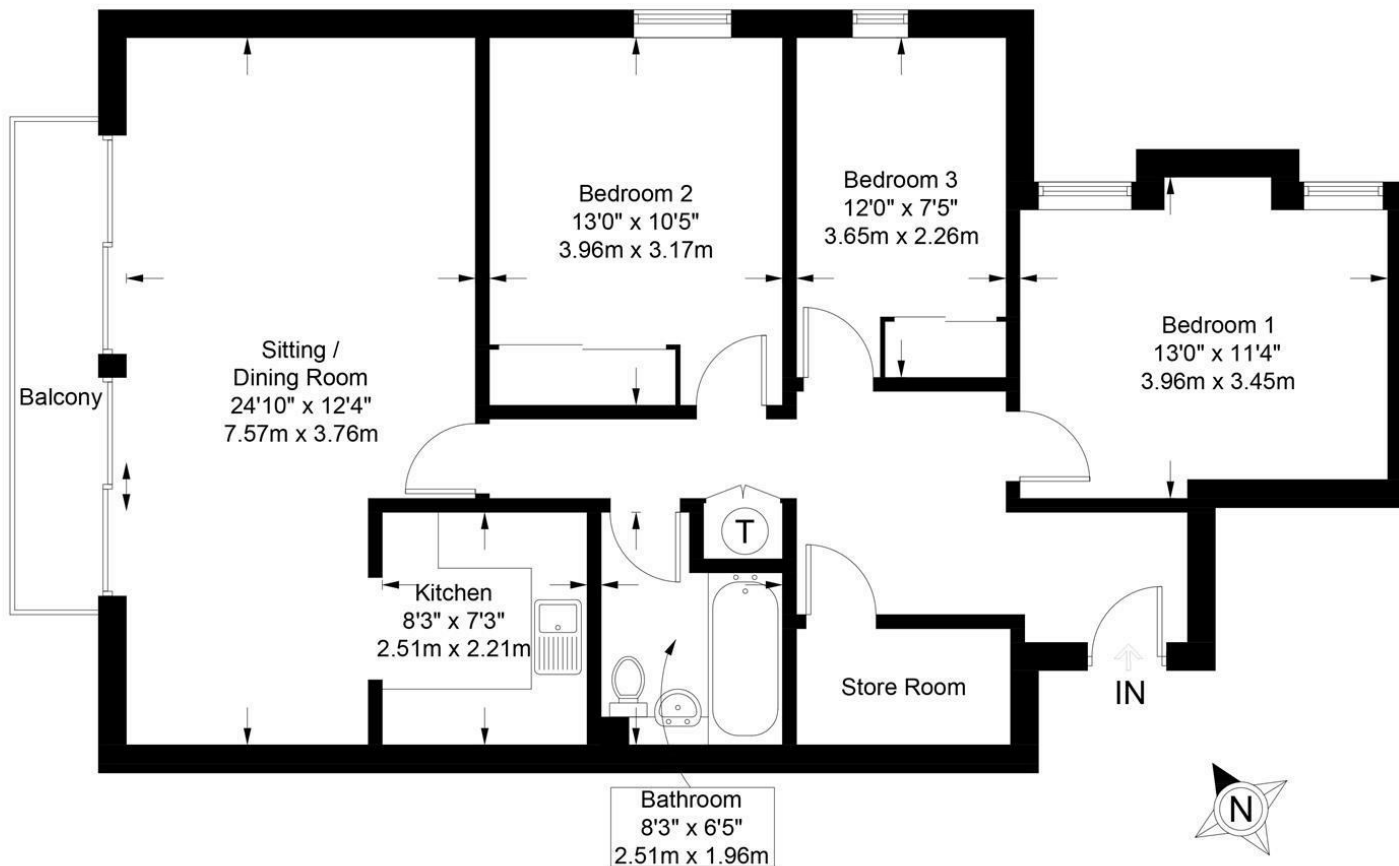 Bedroom 2
13'0" x 10'5"
3.96m x 3.17m
Bedroom 3
12'0" x 7'5"
3.65m x 2.26m
Bedroom 1
13'0" x 11'4"
3.96m x 3.45m
Sitting /
Dining Room
24'10" x 12'4"
7.57m x 3.76m
Balcony
T
Kitchen
8'3" x 7'3"
2.51m x 2.21m
Store Room
IN
Bathroom
8'3" x 6'5"
2.51m x 1.96m
N